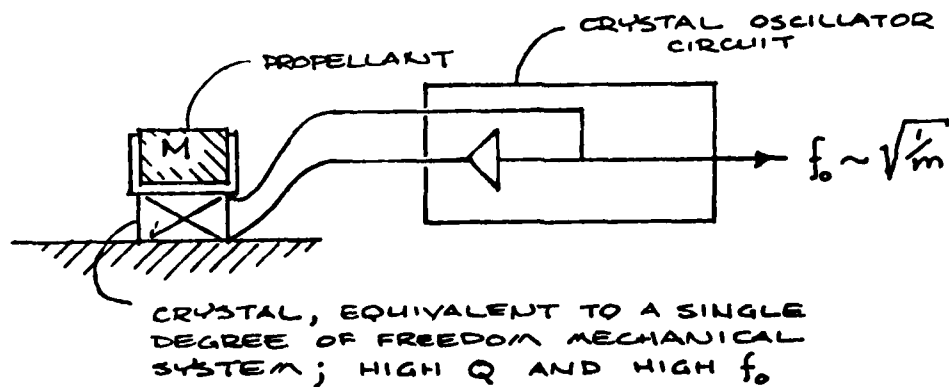 CRYSTAL OSCILLATOR
CIRCUIT
PROPELLANT
M
f₀ ~ √1/m
CRYSTAL, EQUIVALENT TO A SINGLE
DEGREE OF FREEDOM MECHANICAL
SYSTEM; HIGH Q AND HIGH f₀